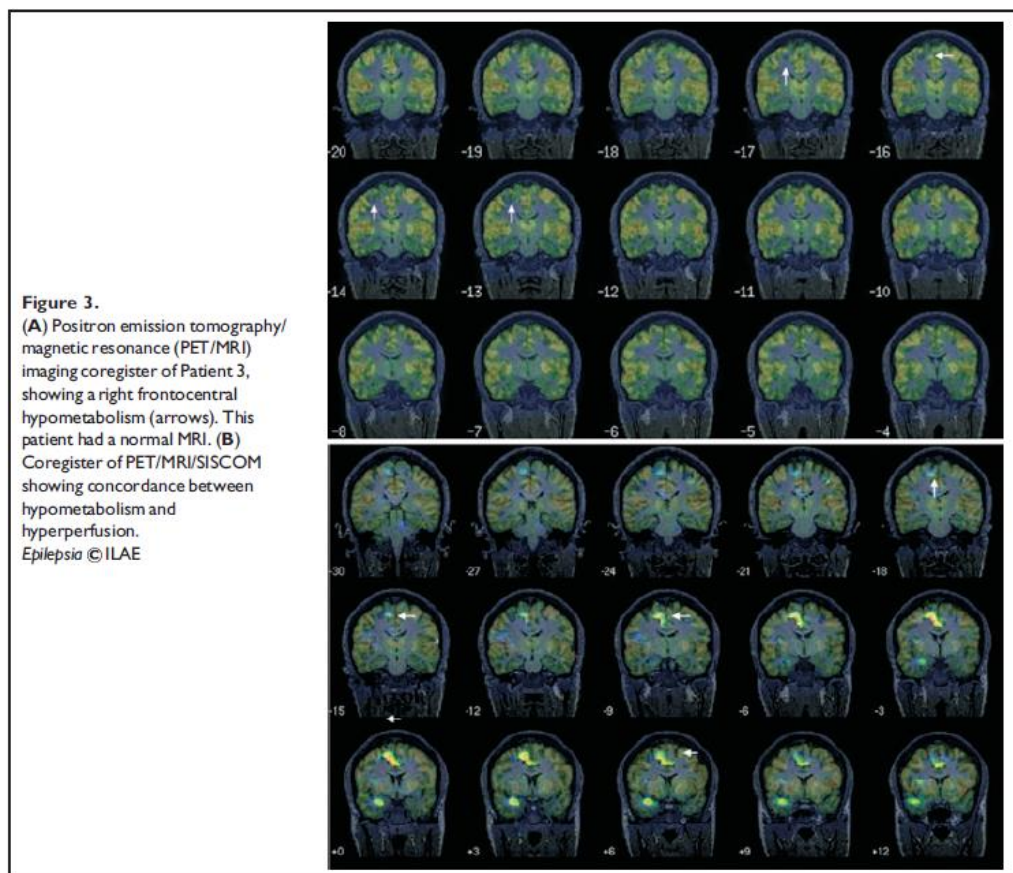 Figure 3.
(A) Positron emission tomography/
magnetic resonance (PET/MRI)
imaging coregister of Patient 3,
showing a right frontocentral
hypometabolism (arrows). This
patient had a normal MRI. (B)
Coregister of PET/MRI/SISCOM
showing concordance between
hypometabolism and
hyperperfusion.
Epilepsia © ILAE
-20 -19 -18 -17 -16
-14 -13 -12 -11 -10
-8 -7 -6 -5 -4
-30 -27 -24 -21 -18
-15 -12 -9 -6 -3
+0 +3 +6 +9 +12